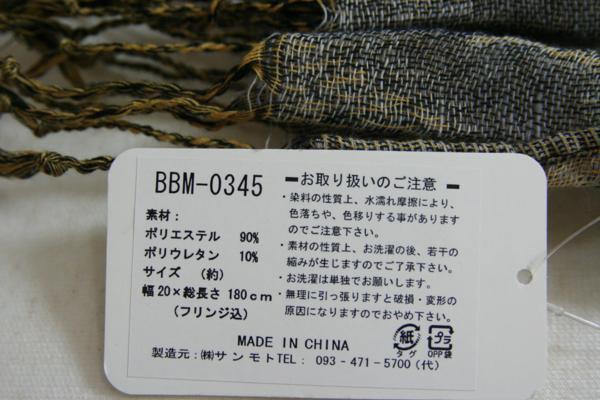 BBM-0345
素材：
ポリエステル 90%
ポリウレタン 10%
サイズ （約）
幅20×総長さ 180cm
（フリンジ込）
ーお取り扱いのご注意 ー
・染料の性質上、水濡れ摩擦により、
色落ちや、色移りする事があります
のでご注意下さい。
・素材の性質上、お洗濯の後、若干の
縮みが生じますのでご了承下さい。
・お洗濯は単独でお願いします。
・無理に引っ張りますと破損・変形の
原因になりますのでおやめ下さい。
紙
タグ
プラ
OPP袋
MADE IN CHINA
製造元：㈱サンモトTEL： 093-471-5700（代）